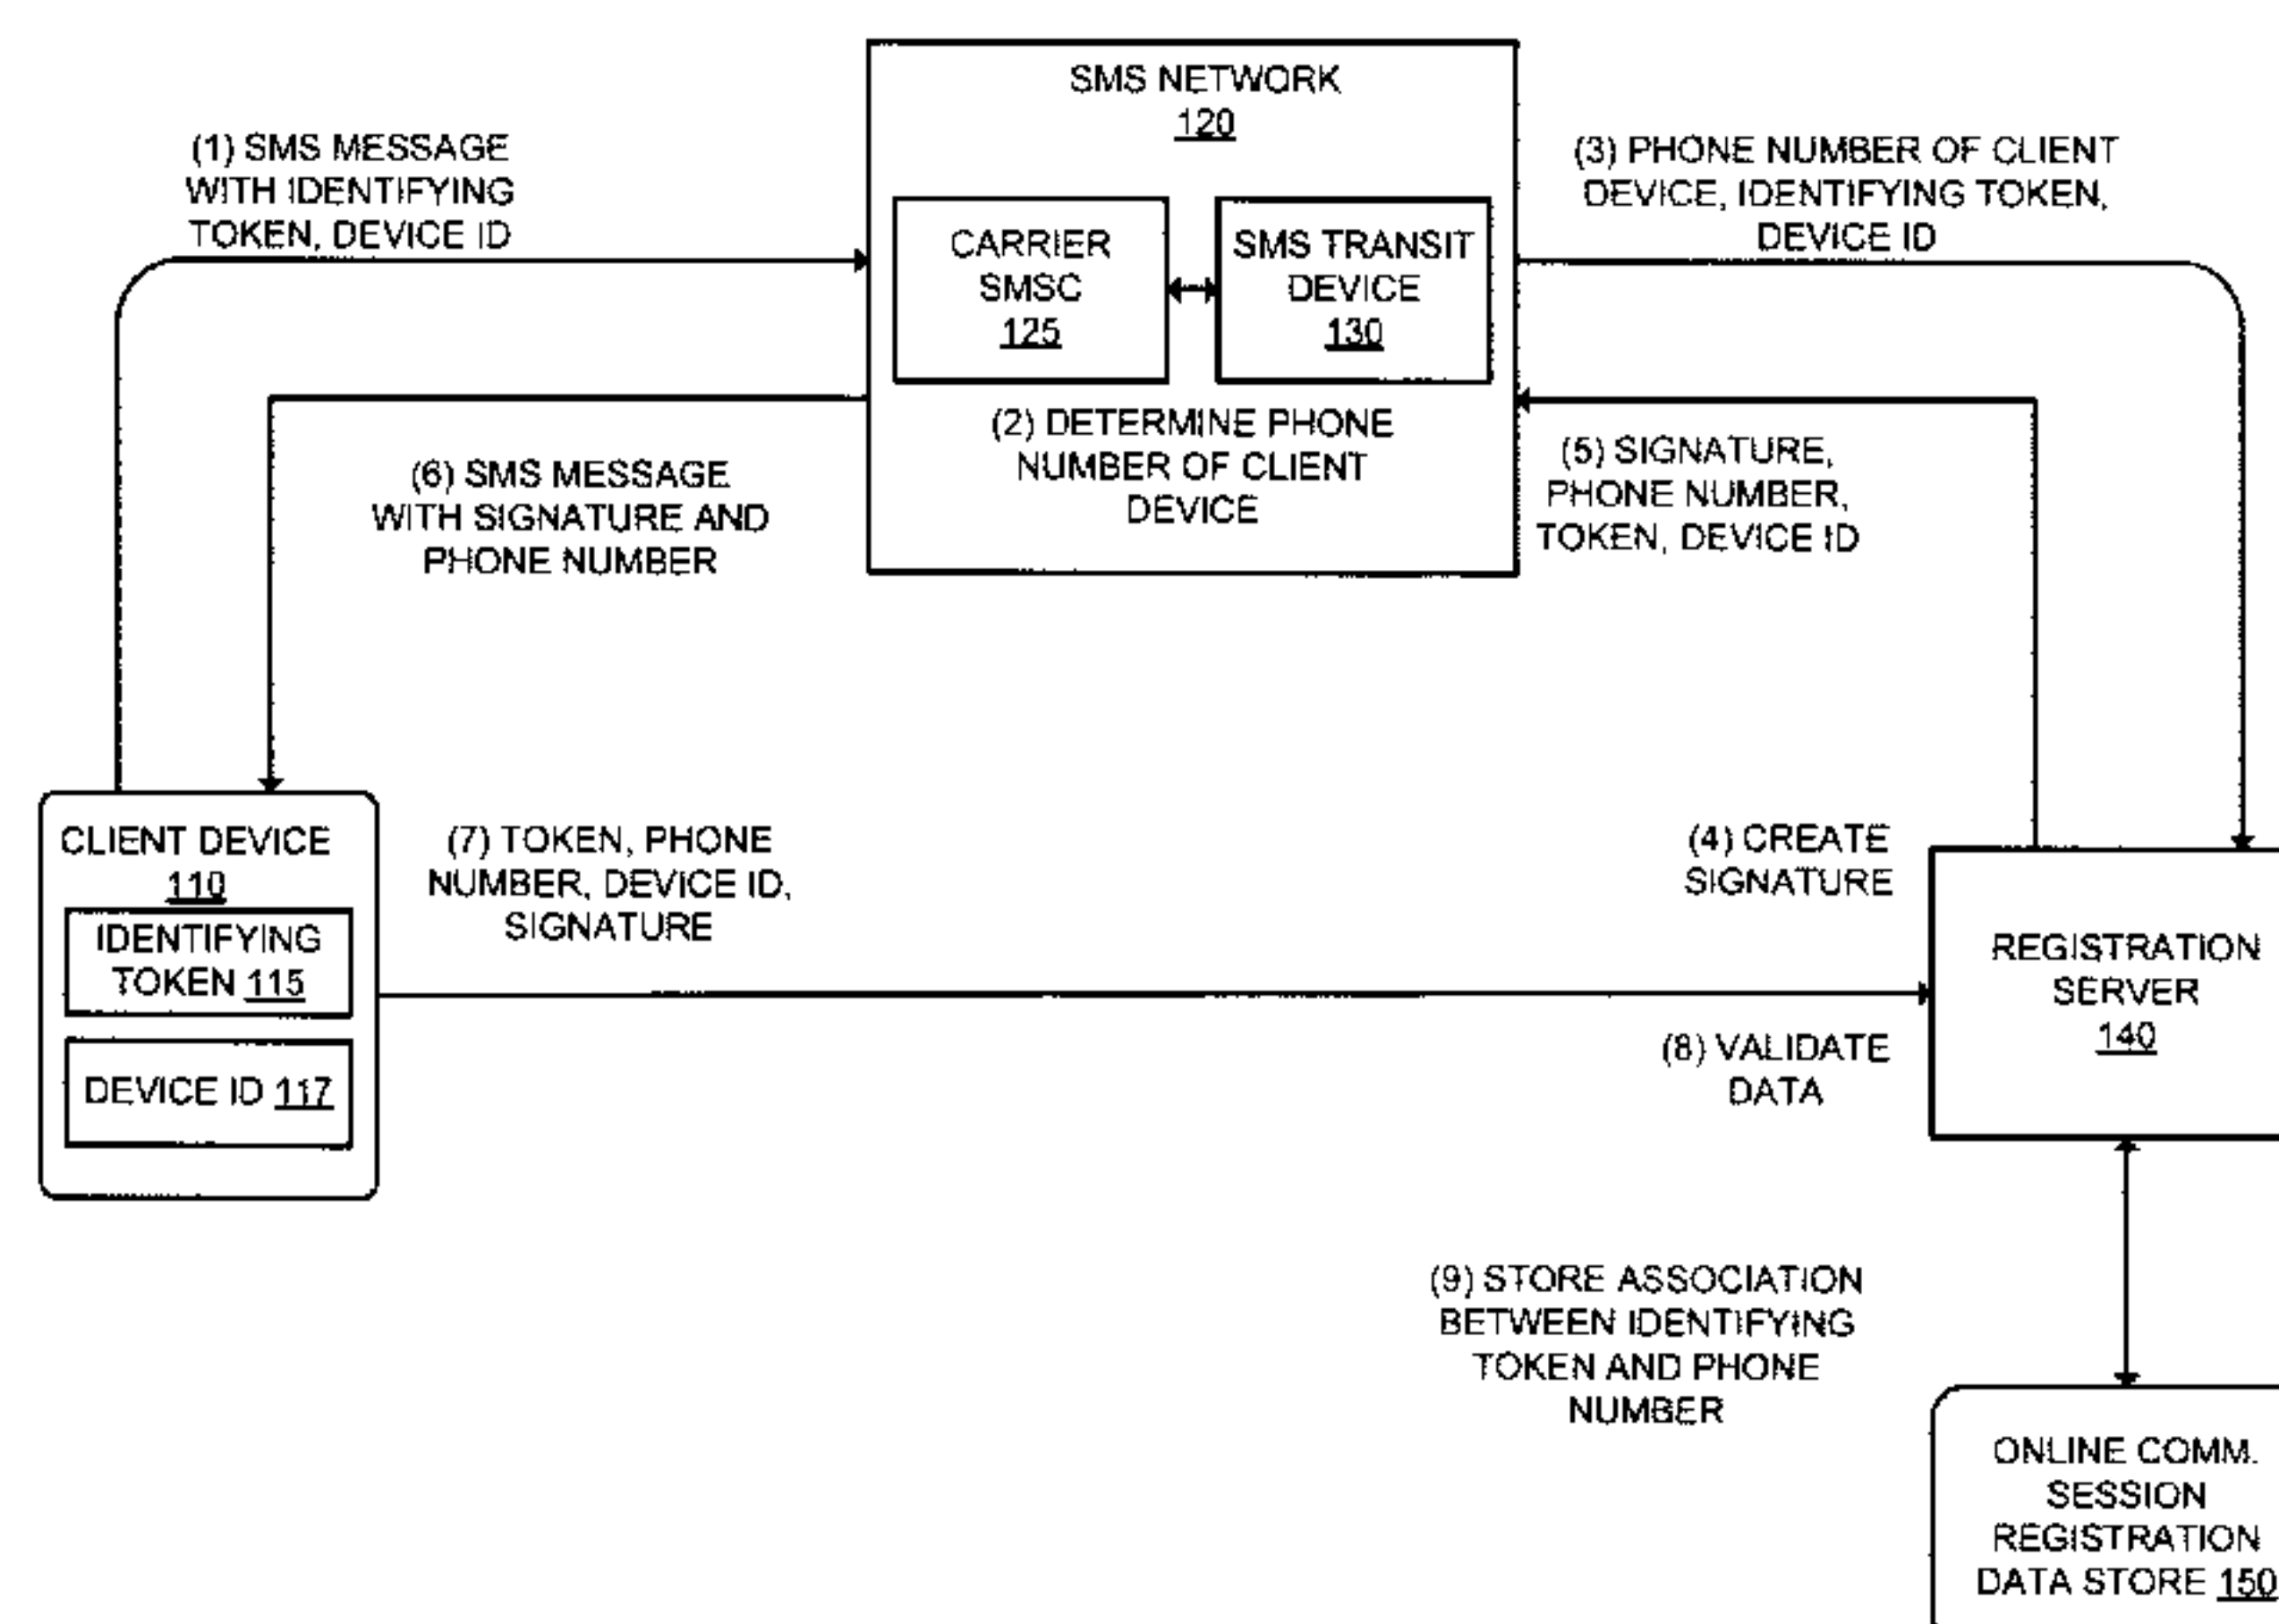 SMS NETWORK
120
(1) SMS MESSAGE
WITH IDENTIFYING
TOKEN, DEVICE ID
(3) PHONE NUMBER OF CLIENT
DEVICE, IDENTIFYING TOKEN,
DEVICE ID
CARRIER
SMSC
125
SMS TRANSIT
DEVICE
130
(2) DETERMINE PHONE
NUMBER OF CLIENT
DEVICE
(6) SMS MESSAGE
WITH SIGNATURE AND
PHONE NUMBER
(5) SIGNATURE,
PHONE NUMBER,
TOKEN, DEVICE ID
CLIENT DEVICE
110
IDENTIFYING
TOKEN 115
DEVICE ID 117
(7) TOKEN, PHONE
NUMBER, DEVICE ID,
SIGNATURE
(4) CREATE
SIGNATURE
REGISTRATION
SERVER
140
(8) VALIDATE
DATA
(9) STORE ASSOCIATION
BETWEEN IDENTIFYING
TOKEN AND PHONE
NUMBER
ONLINE COMM.
SESSION
REGISTRATION
DATA STORE 150